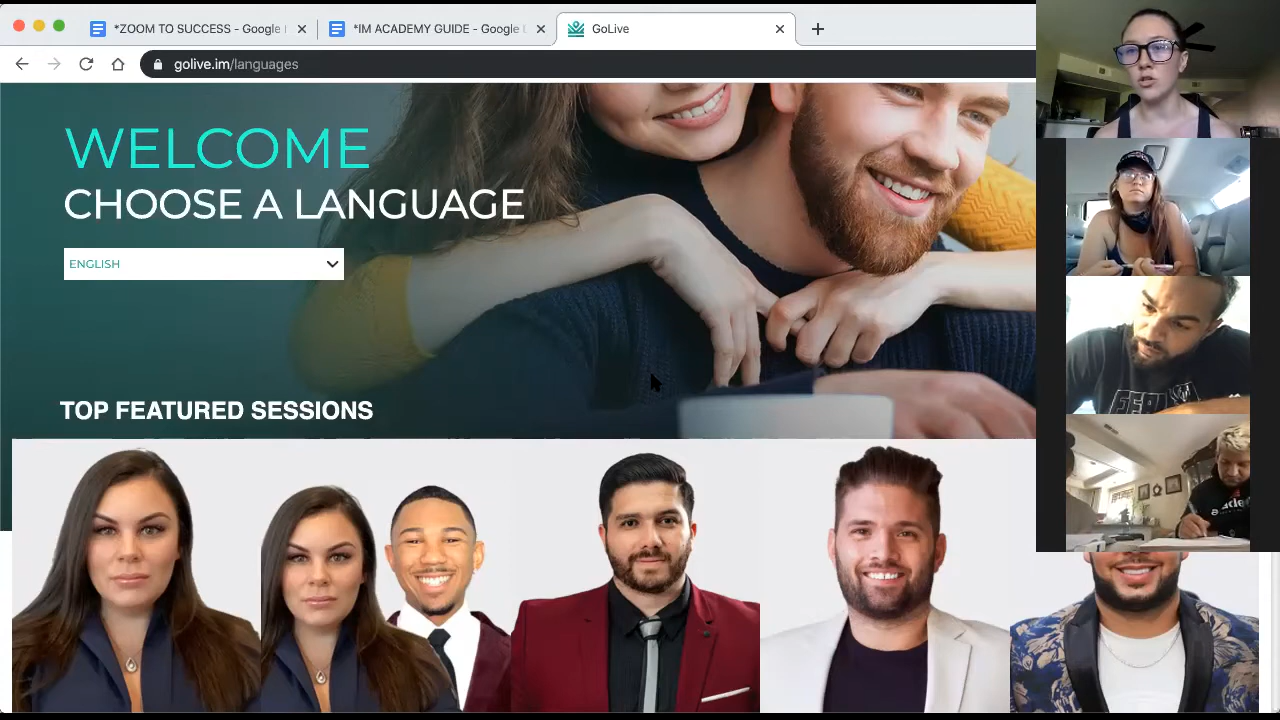 *ZOOM TO SUCCESS - Google
*IM ACADEMY GUIDE - Google
GoLive
golive.im/languages
WELCOME
CHOOSE A LANGUAGE
ENGLISH
TOP FEATURED SESSIONS